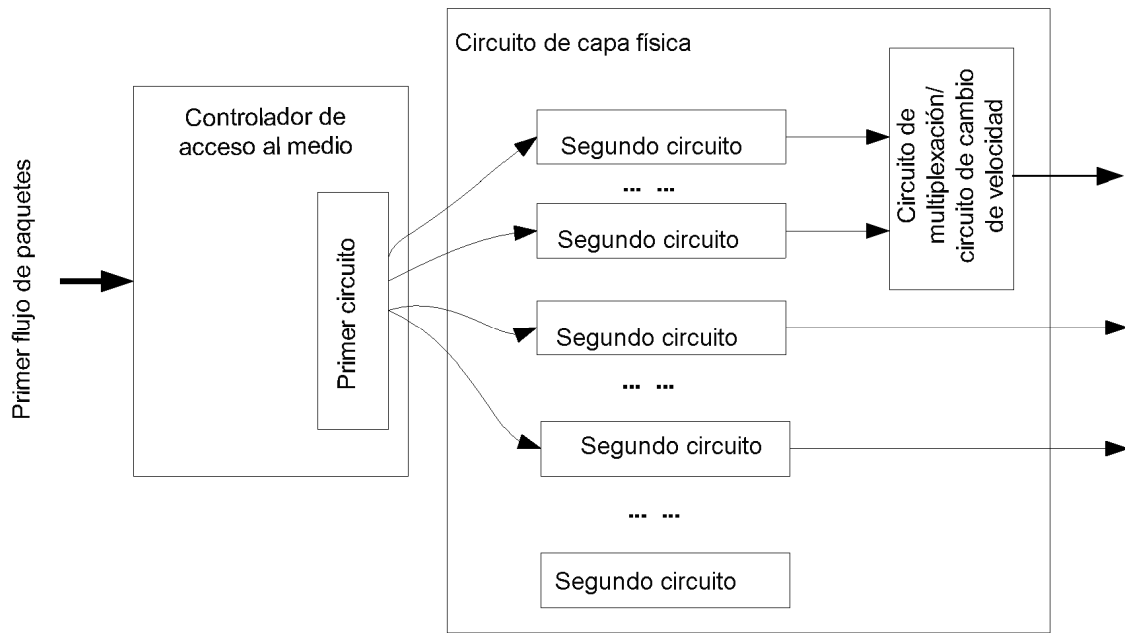 Circuito de capa física
Controlador de
acceso al medio
Primer flujo de paquetes
Primer circuito
Segundo circuito
... ...
Segundo circuito
Segundo circuito
... ...
Segundo circuito
... ...
Segundo circuito
Circuito de
multiplexación/
circuito de cambio
de velocidad